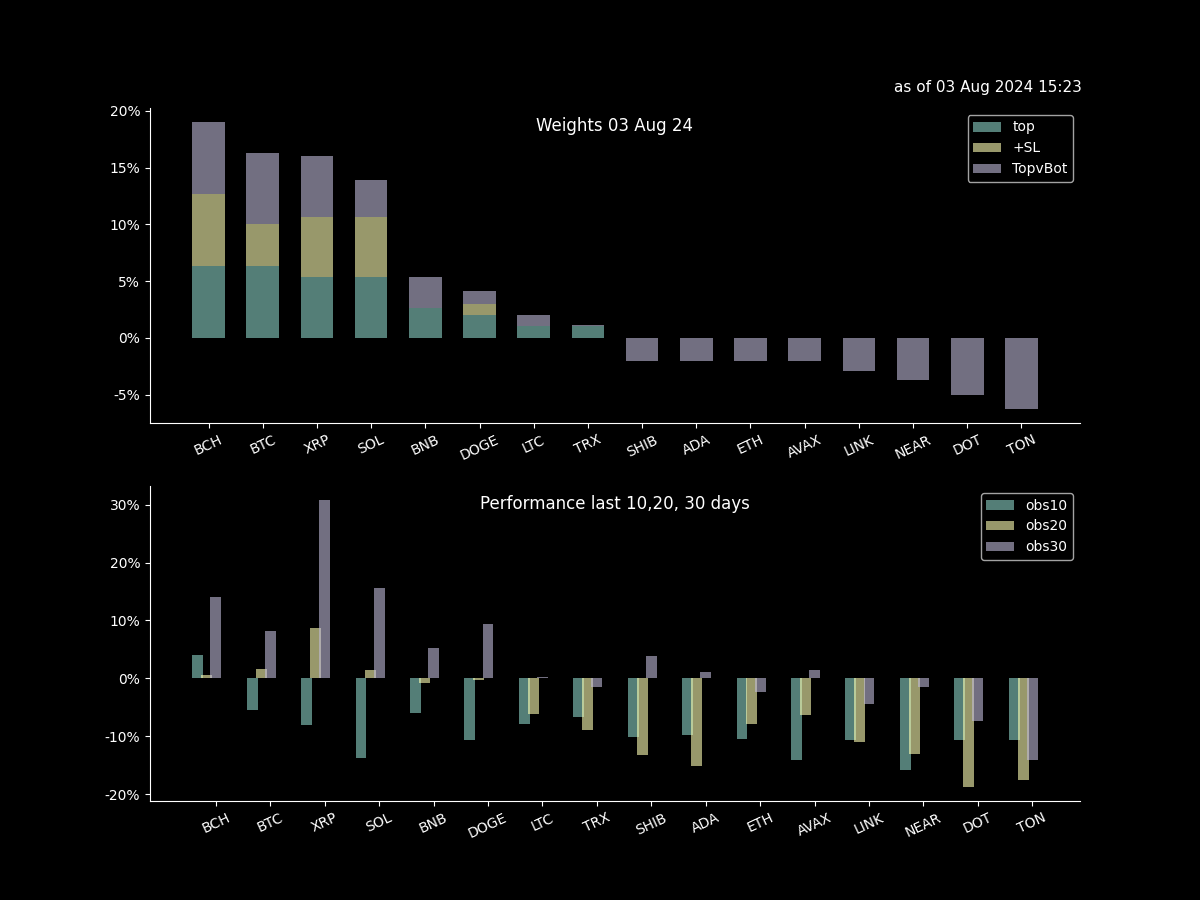 as of 03 Aug 2024 15:23
Weights 03 Aug 24
top
+SL
TopvBot
20%
15%
10%
5%
0%
-5%
BCH BTC XRP SOL BNB DOGE LTC TRX SHIB ADA ETH AVAX LINK NEAR DOT TON
Performance last 10,20, 30 days
obs10
obs20
obs30
30%
20%
10%
0%
-10%
-20%
BCH BTC XRP SOL BNB DOGE LTC TRX SHIB ADA ETH AVAX LINK NEAR DOT TON